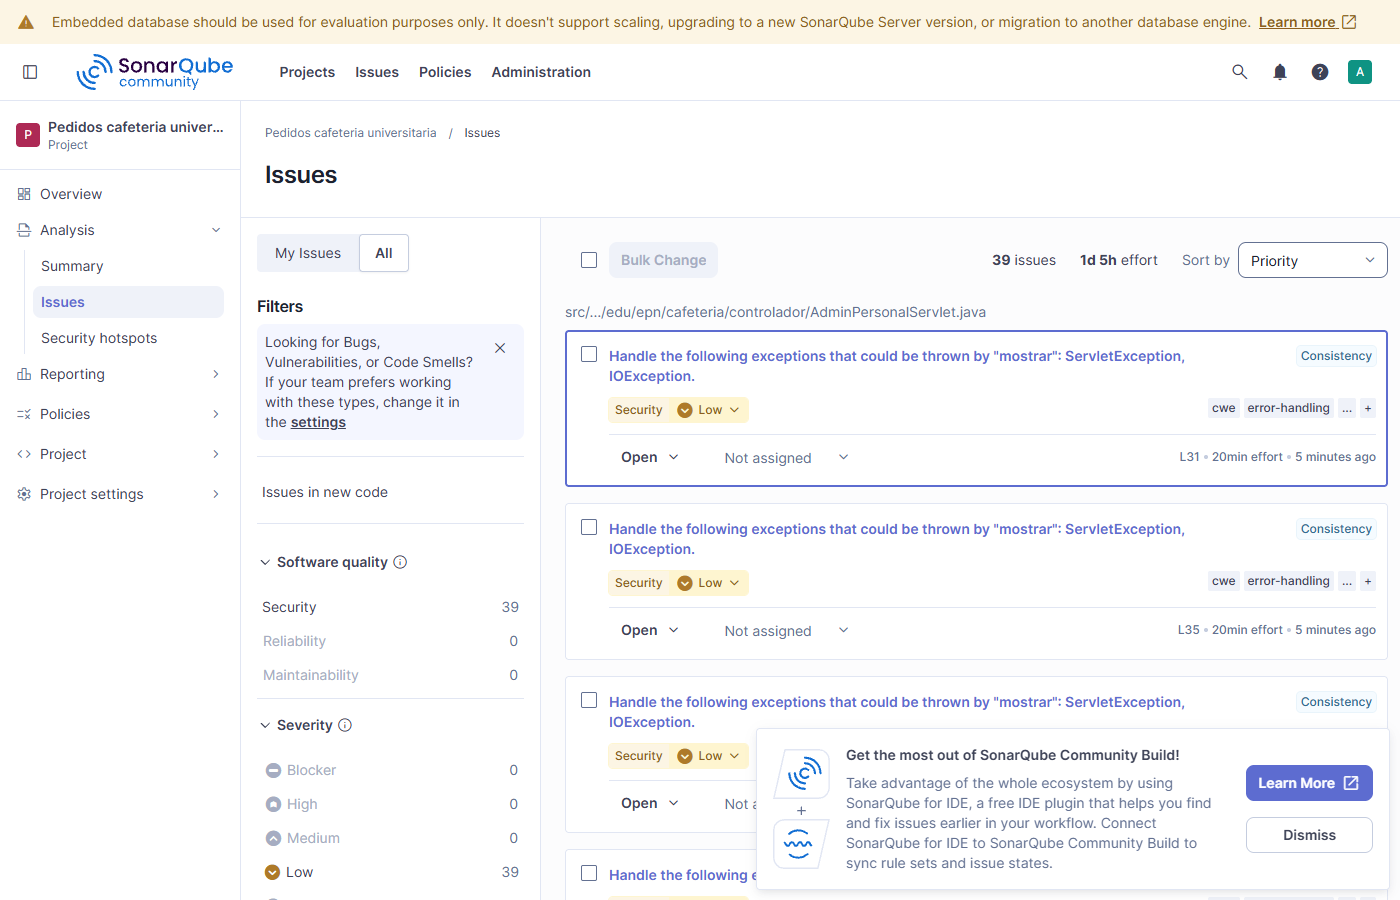 Embedded database should be used for evaluation purposes only. It doesn't support scaling, upgrading to a new SonarQube Server version, or migration to another database engine. Learn more
SonarQube community
Projects
Issues
Policies
Administration
A
P
Pedidos cafeteria univer...
Project
Overview
Analysis
Summary
Issues
Security hotspots
Reporting
Policies
Project
Project settings
Pedidos cafeteria universitaria / Issues
Issues
My Issues
All
Filters
Looking for Bugs,
Vulnerabilities, or Code Smells?
If your team prefers working
with these types, change it in
the settings
Issues in new code
Software quality
Security 39
Reliability 0
Maintainability 0
Severity
Blocker 0
High 0
Medium 0
Low 39
Bulk Change
39 issues
1d 5h effort
Sort by
Priority
src/.../edu/epn/cafeteria/controlador/AdminPersonalServlet.java
Handle the following exceptions that could be thrown by "mostrar": ServletException,
IOException.
Consistency
Security Low
cwe error-handling ... +
Open
Not assigned
L31 • 20min effort • 5 minutes ago
Handle the following exceptions that could be thrown by "mostrar": ServletException,
IOException.
Consistency
Security Low
cwe error-handling ... +
Open
Not assigned
L35 • 20min effort • 5 minutes ago
Handle the following exceptions that could be thrown by "mostrar": ServletException,
IOException.
Consistency
Security Low
Open
Not a
Handle the following e
Get the most out of SonarQube Community Build!
Take advantage of the whole ecosystem by using
SonarQube for IDE, a free IDE plugin that helps you find
and fix issues earlier in your workflow. Connect
SonarQube for IDE to SonarQube Community Build to
sync rule sets and issue states.
+
Learn More
Dismiss